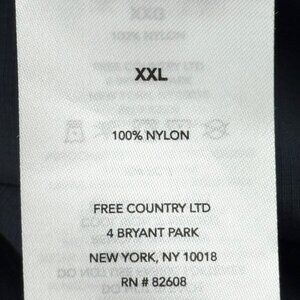 XXL
100% NYLON
FREE COUNTRY LTD
4 BRYANT PARK
NEW YORK, NY 10018
RN # 82608